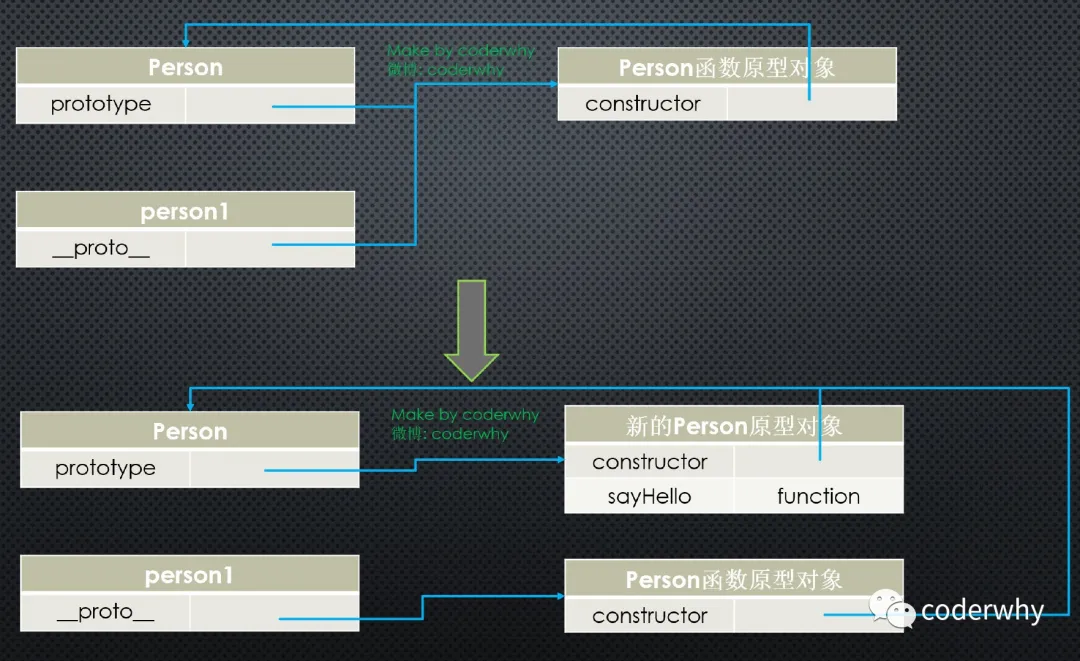 Make by coderwhy
微博: coderwhy
Person
prototype
Person函数原型对象
constructor
person1
__proto__
Make by coderwhy
微博: coderwhy
Person
prototype
新的Person原型对象
constructor
sayHello function
person1
__proto__
Person函数原型对象
constructor
coderwhy